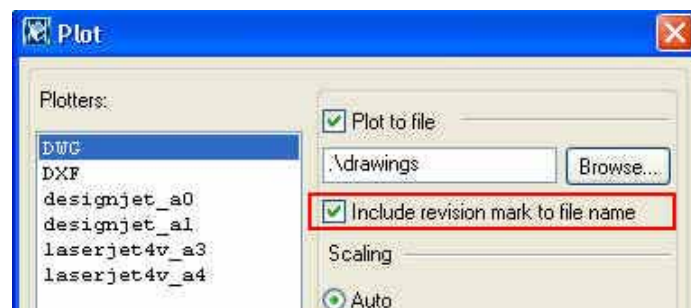 Plot
Plotters:
DWG
DXF
designjet_a0
designjet_a1
laserjet4v_a3
laserjet4v_a4
Plot to file
.\drawings
Browse...
Include revision mark to file name
Scaling
Auto